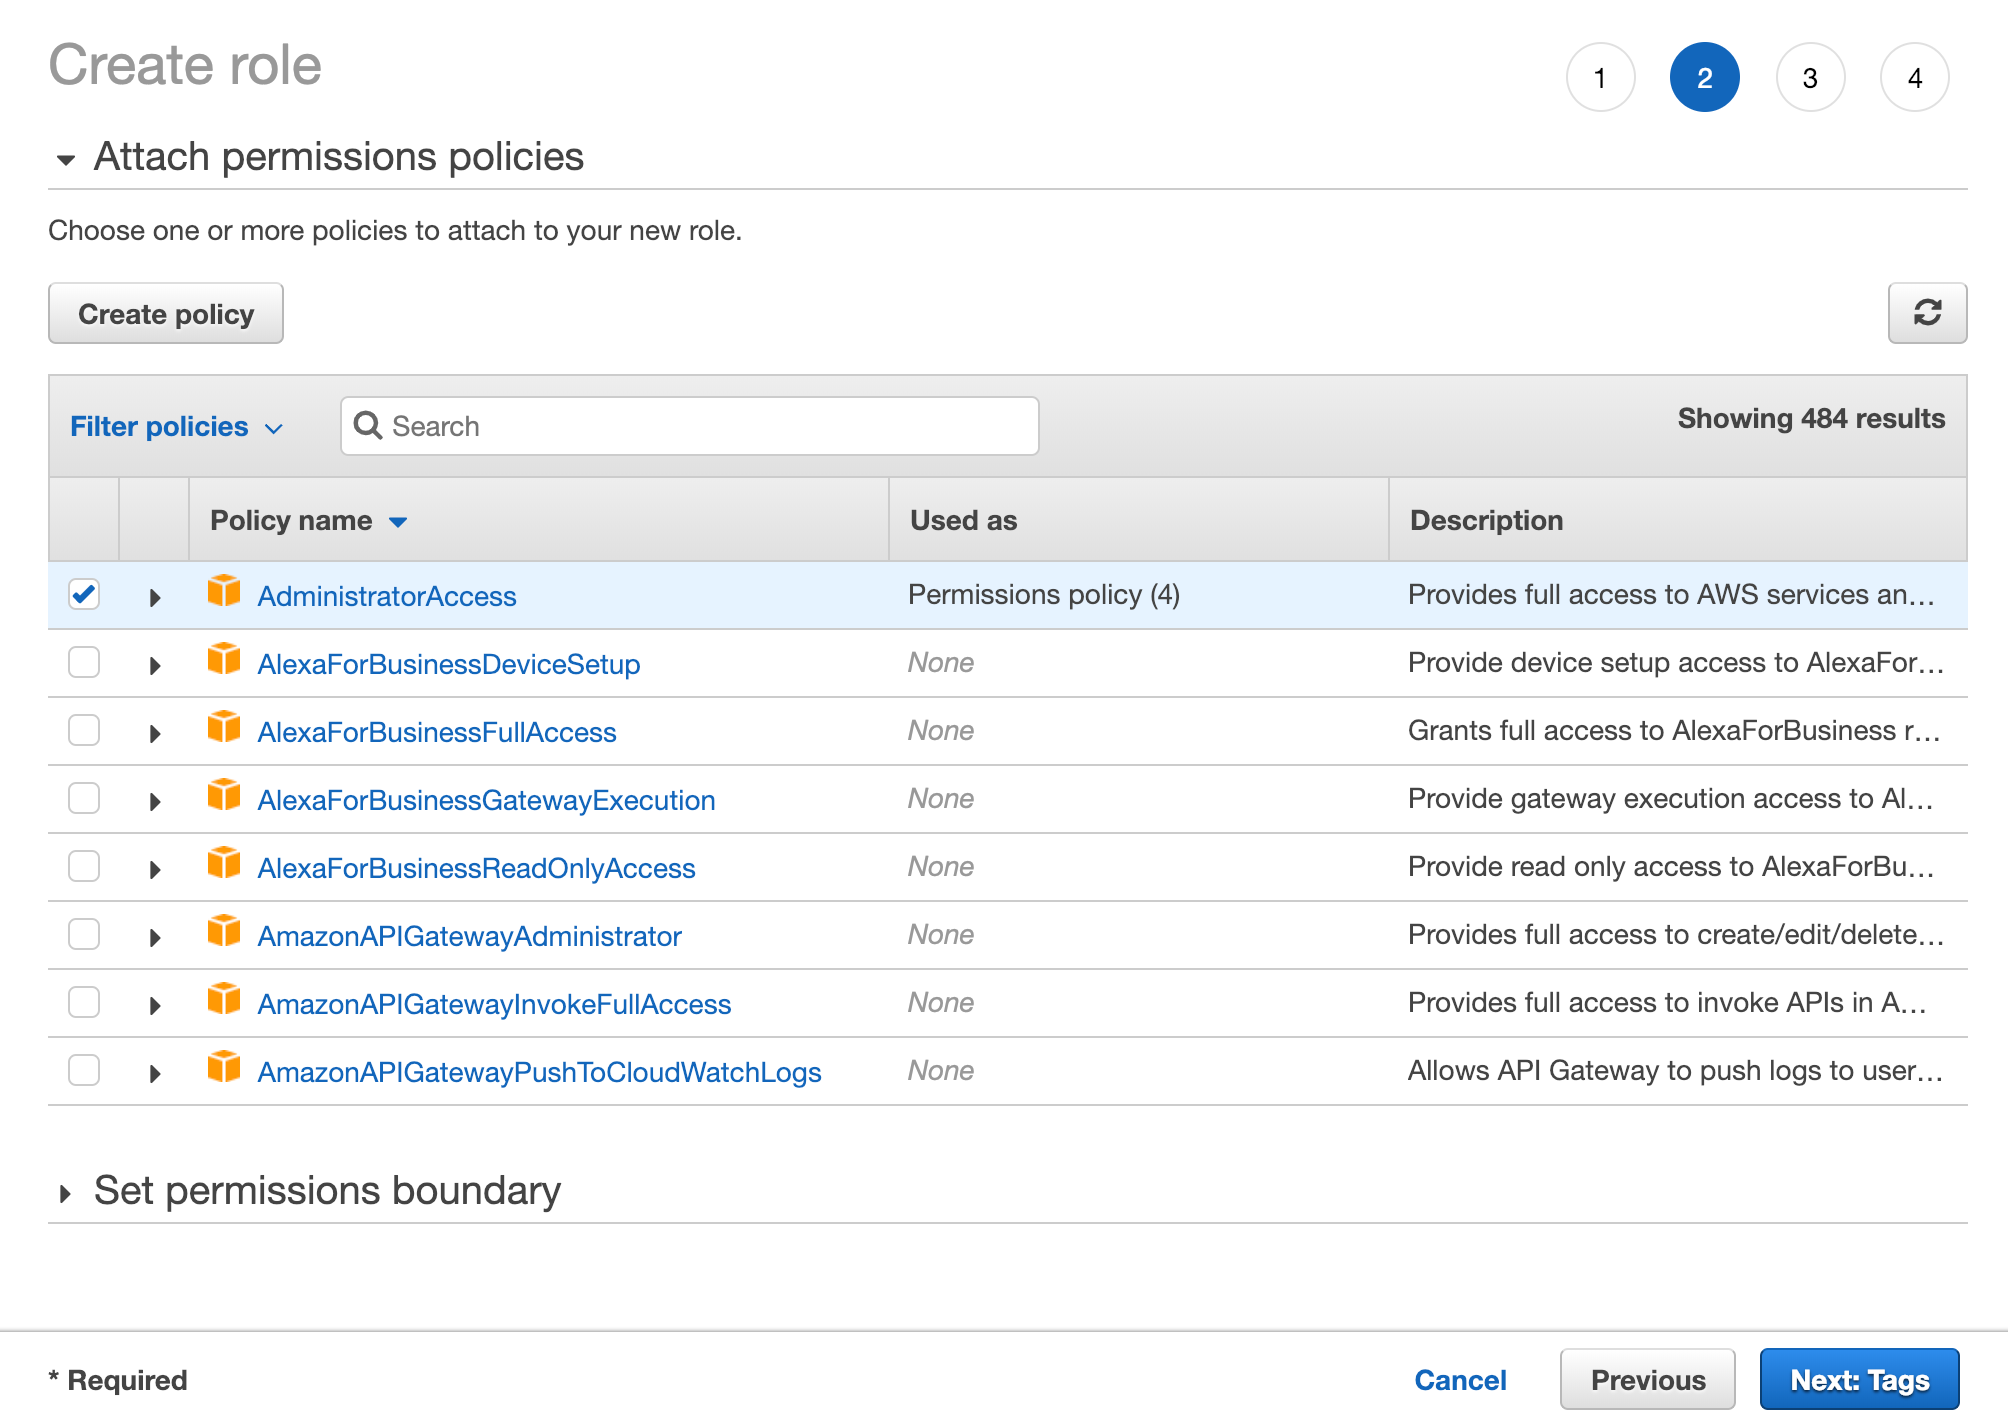 Create role
1 2 3 4
Attach permissions policies
Choose one or more policies to attach to your new role.
Create policy
Filter policies Search Showing 484 results
Policy name Used as Description
AdministratorAccess Permissions policy (4) Provides full access to AWS services an…
AlexaForBusinessDeviceSetup None Provide device setup access to AlexaFor…
AlexaForBusinessFullAccess None Grants full access to AlexaForBusiness r…
AlexaForBusinessGatewayExecution None Provide gateway execution access to Al…
AlexaForBusinessReadOnlyAccess None Provide read only access to AlexaForBu…
AmazonAPIGatewayAdministrator None Provides full access to create/edit/delete…
AmazonAPIGatewayInvokeFullAccess None Provides full access to invoke APIs in A…
AmazonAPIGatewayPushToCloudWatchLogs None Allows API Gateway to push logs to user…
Set permissions boundary
* Required Cancel Previous Next: Tags